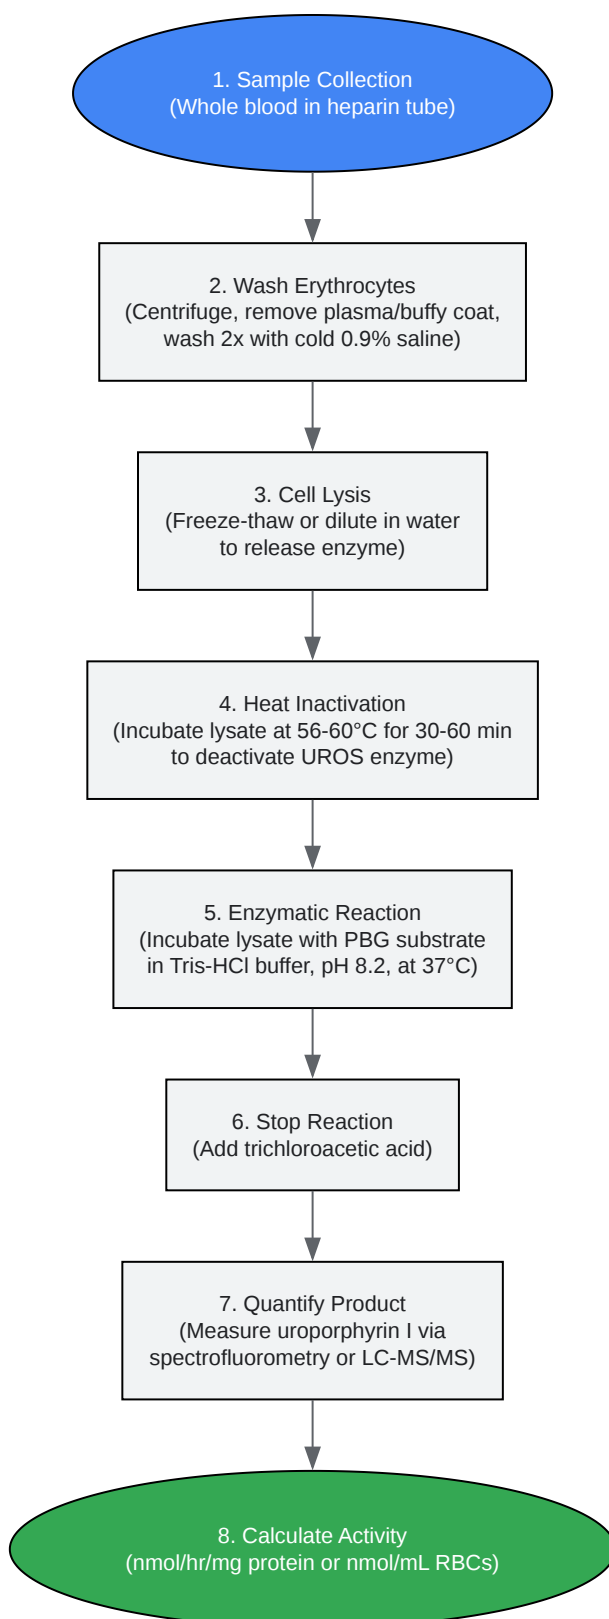 1. Sample Collection
(Whole blood in heparin tube)
2. Wash Erythrocytes
(Centrifuge, remove plasma/buffy coat,
wash 2x with cold 0.9% saline)
3. Cell Lysis
(Freeze-thaw or dilute in water
to release enzyme)
4. Heat Inactivation
(Incubate lysate at 56-60°C for 30-60 min
to deactivate UROS enzyme)
5. Enzymatic Reaction
(Incubate lysate with PBG substrate
in Tris-HCl buffer, pH 8.2, at 37°C)
6. Stop Reaction
(Add trichloroacetic acid)
7. Quantify Product
(Measure uroporphyrin I via
spectrofluorometry or LC-MS/MS)
8. Calculate Activity
(nmol/hr/mg protein or nmol/mL RBCs)